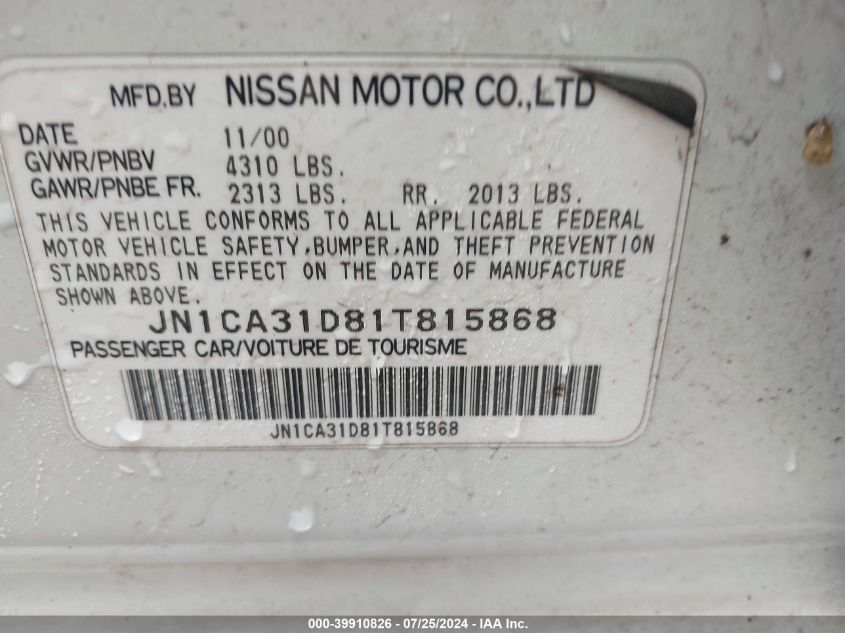 MFD.BY NISSAN MOTOR CO.,LTD
DATE 11/00
GVWR/PNBV 4310 LBS.
GAWR/PNBE FR. 2313 LBS. RR. 2013 LBS.
THIS VEHICLE CONFORMS TO ALL APPLICABLE FEDERAL
MOTOR VEHICLE SAFETY,BUMPER,AND THEFT PREVENTION
STANDARDS IN EFFECT ON THE DATE OF MANUFACTURE
SHOWN ABOVE.
JN1CA31D81T815868
PASSENGER CAR/VOITURE DE TOURISME
JN1CA31D81T815868
000-39910826 - 07/25/2024 - IAA Inc.